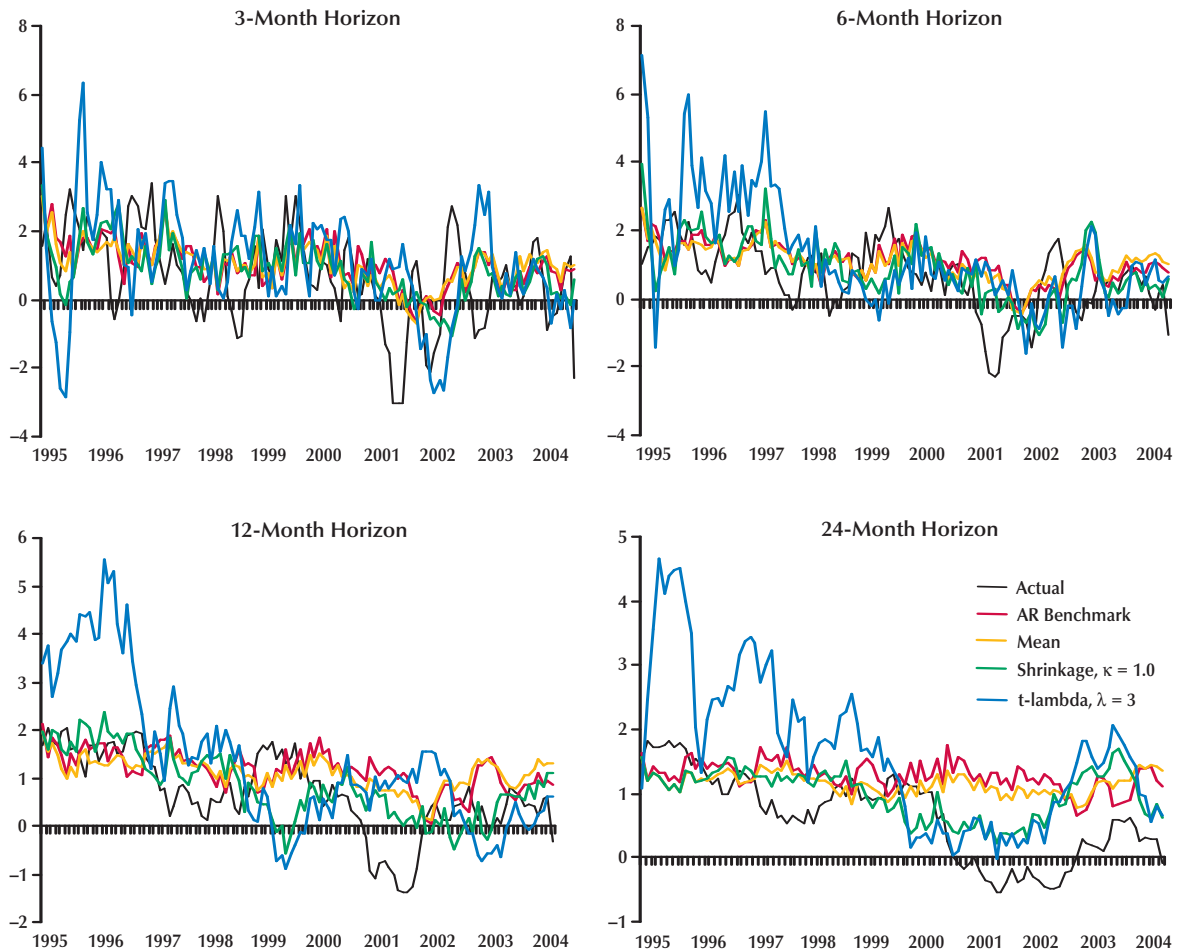 3-Month Horizon
8
6
4
2
0
−2
−4
1995 1996 1997 1998 1999 2000 2001 2002 2003 2004
6-Month Horizon
8
6
4
2
0
−2
−4
1995 1996 1997 1998 1999 2000 2001 2002 2003 2004
12-Month Horizon
6
5
4
3
2
1
0
−1
−2
1995 1996 1997 1998 1999 2000 2001 2002 2003 2004
24-Month Horizon
5
4
3
2
1
0
−1
Actual
AR Benchmark
Mean
Shrinkage, κ = 1.0
t-lambda, λ = 3
1995 1996 1997 1998 1999 2000 2001 2002 2003 2004